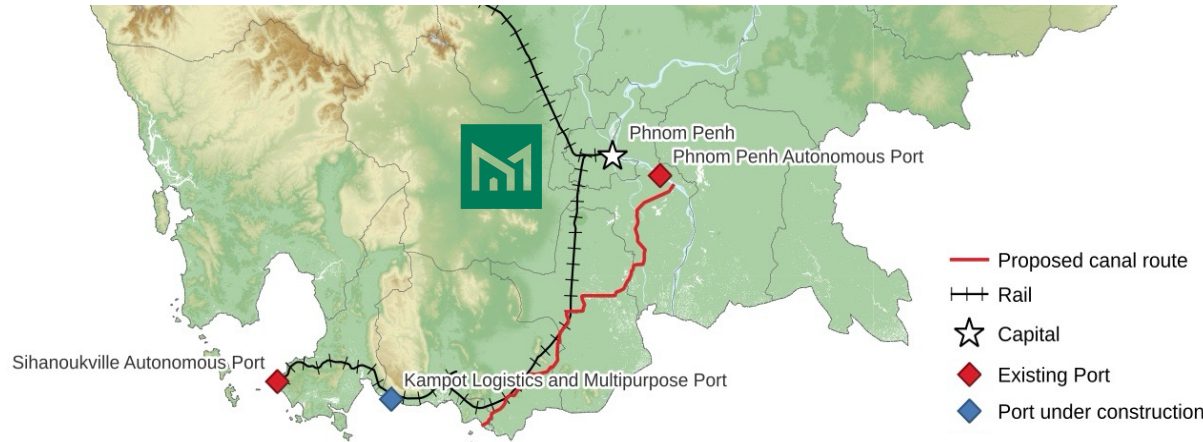 Phnom Penh
Phnom Penh Autonomous Port
Proposed canal route
Rail
Capital
Sihanoukville Autonomous Port
Kampot Logistics and Multipurpose Port
Existing Port
Port under construction